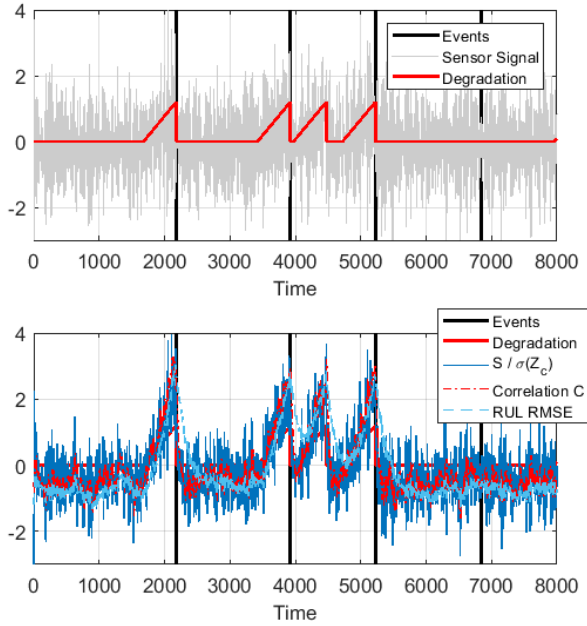 4
2
0
-2
Events
Sensor Signal
Degradation
0 1000 2000 3000 4000 5000 6000 7000 8000
Time
4
2
0
-2
Events
Degradation
S / σ(Z_c)
Correlation C
RUL RMSE
0 1000 2000 3000 4000 5000 6000 7000 8000
Time